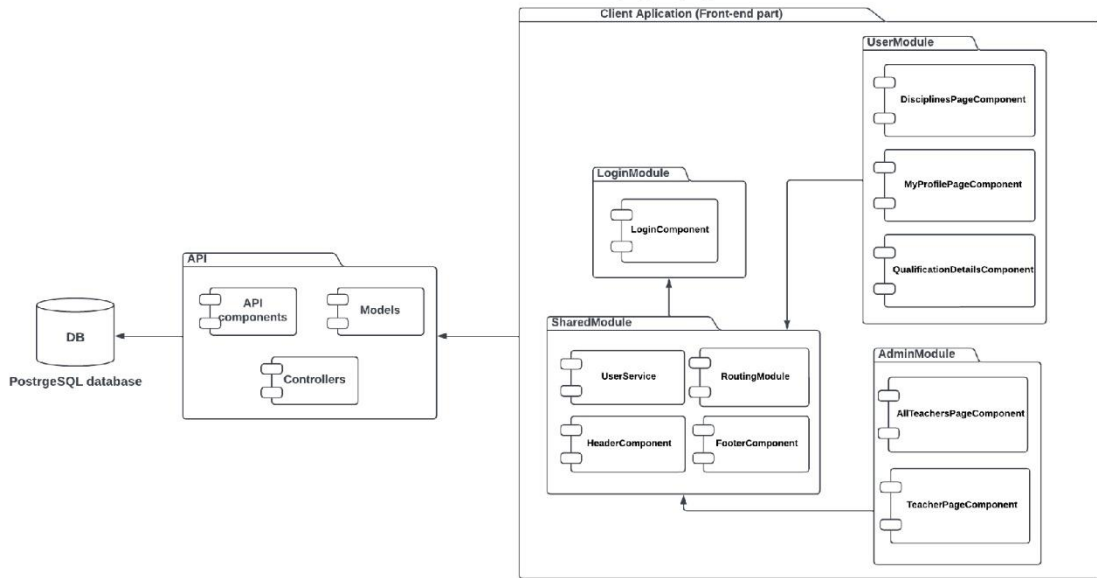 Client Aplication (Front-end part)
UserModule
DisciplinesPageComponent
MyProfilePageComponent
QualificationDetailsComponent
LoginModule
LoginComponent
API
API
components
Models
Controllers
DB
PostrgeSQL database
SharedModule
UserService
RoutingModule
HeaderComponent
FooterComponent
AdminModule
AllTeachersPageComponent
TeacherPageComponent